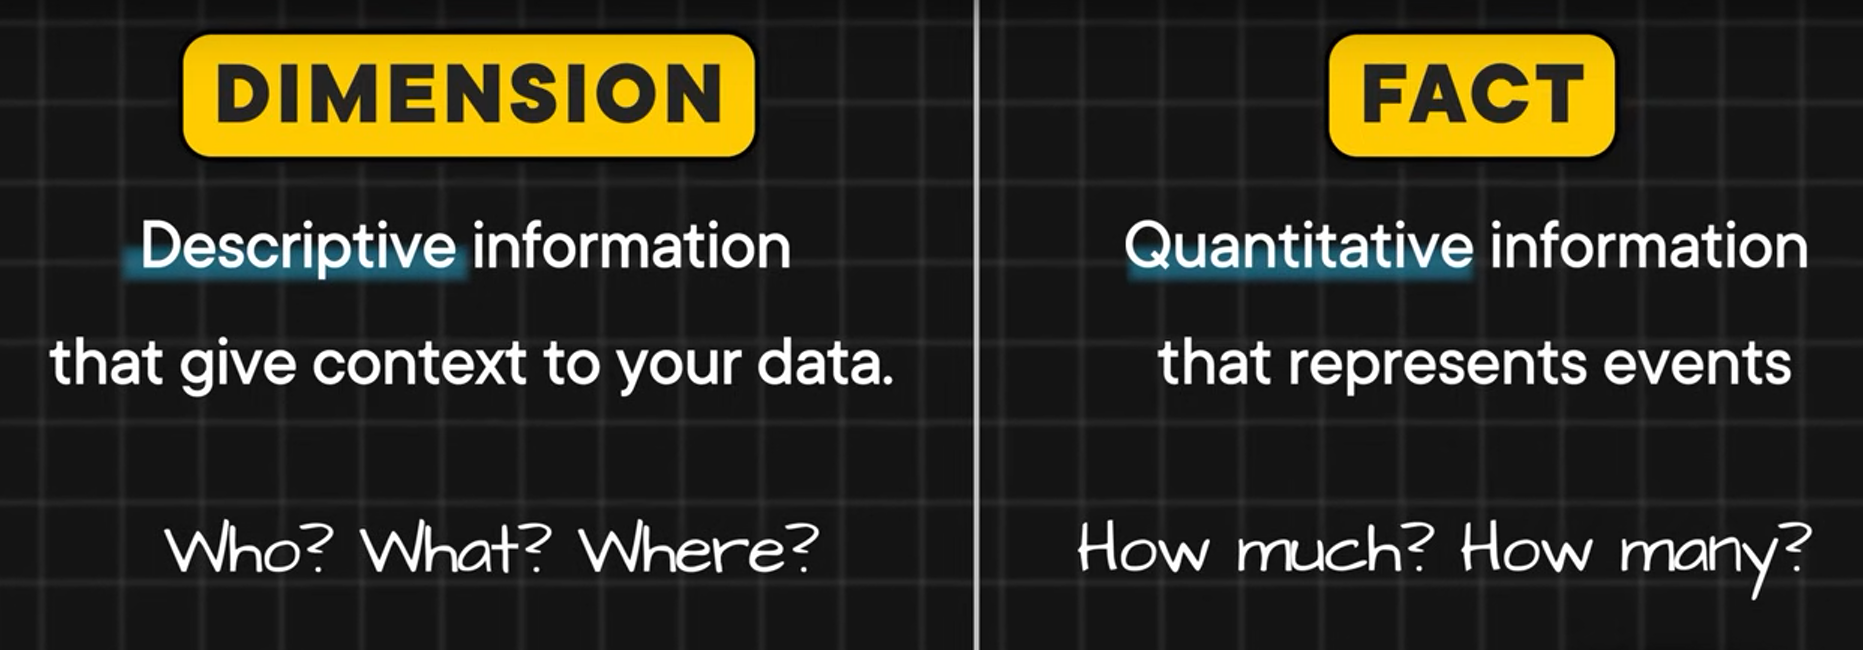 DIMENSION
Descriptive information
that give context to your data.
Who? What? Where?
FACT
Quantitative information
that represents events
How much? How many?